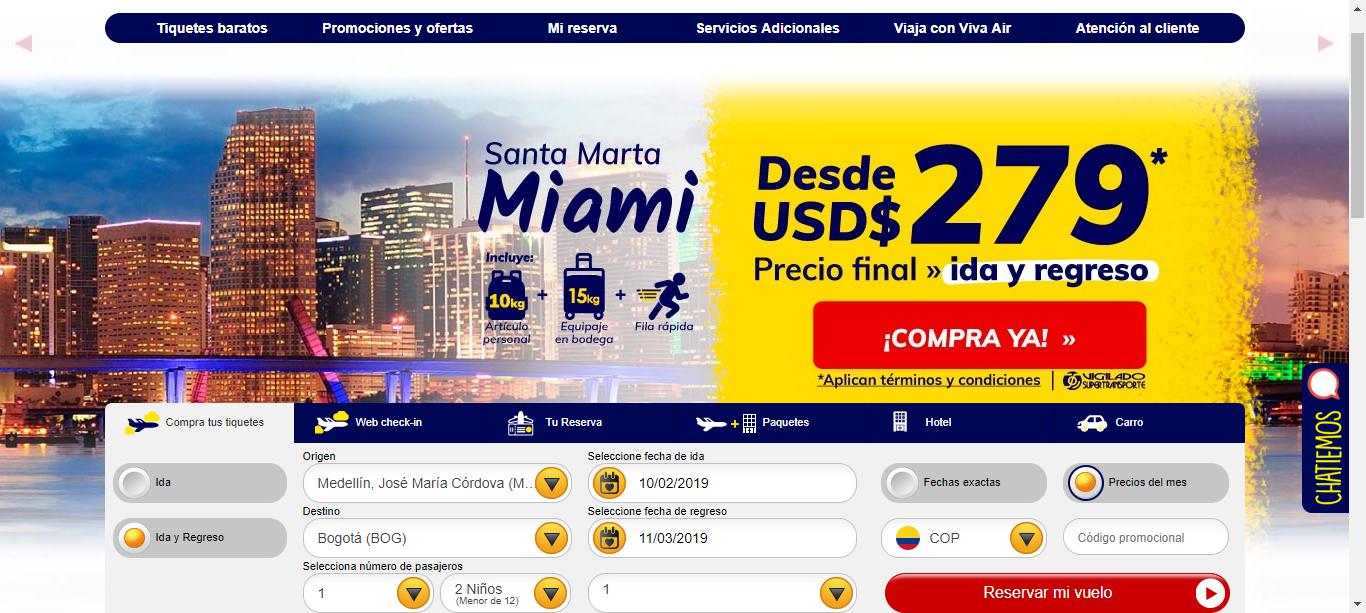 Tiquetes baratos
Promociones y ofertas
Mi reserva
Servicios Adicionales
Viaja con Viva Air
Atención al cliente
Santa Marta
Miami
Incluye:
10kg + 15kg +
Artículo personal
Equipaje en bodega
Fila rápida
Desde
USD$ 279*
Precio final » ida y regreso
¡COMPRA YA! »
*Aplican términos y condiciones
VIGILADO
SUPERTRANSPORTE
CHATIEMOS
Compra tus tiquetes
Web check-in
Tu Reserva
+ Paquetes
Hotel
Carro
Ida
Ida y Regreso
Origen
Medellín, José María Córdova (M...
Destino
Bogotá (BOG)
Selecciona número de pasajeros
1
2 Niños
(Menor de 12)
Seleccione fecha de ida
10/02/2019
Seleccione fecha de regreso
11/03/2019
1
Fechas exactas
Precios del mes
COP
Código promocional
Reservar mi vuelo